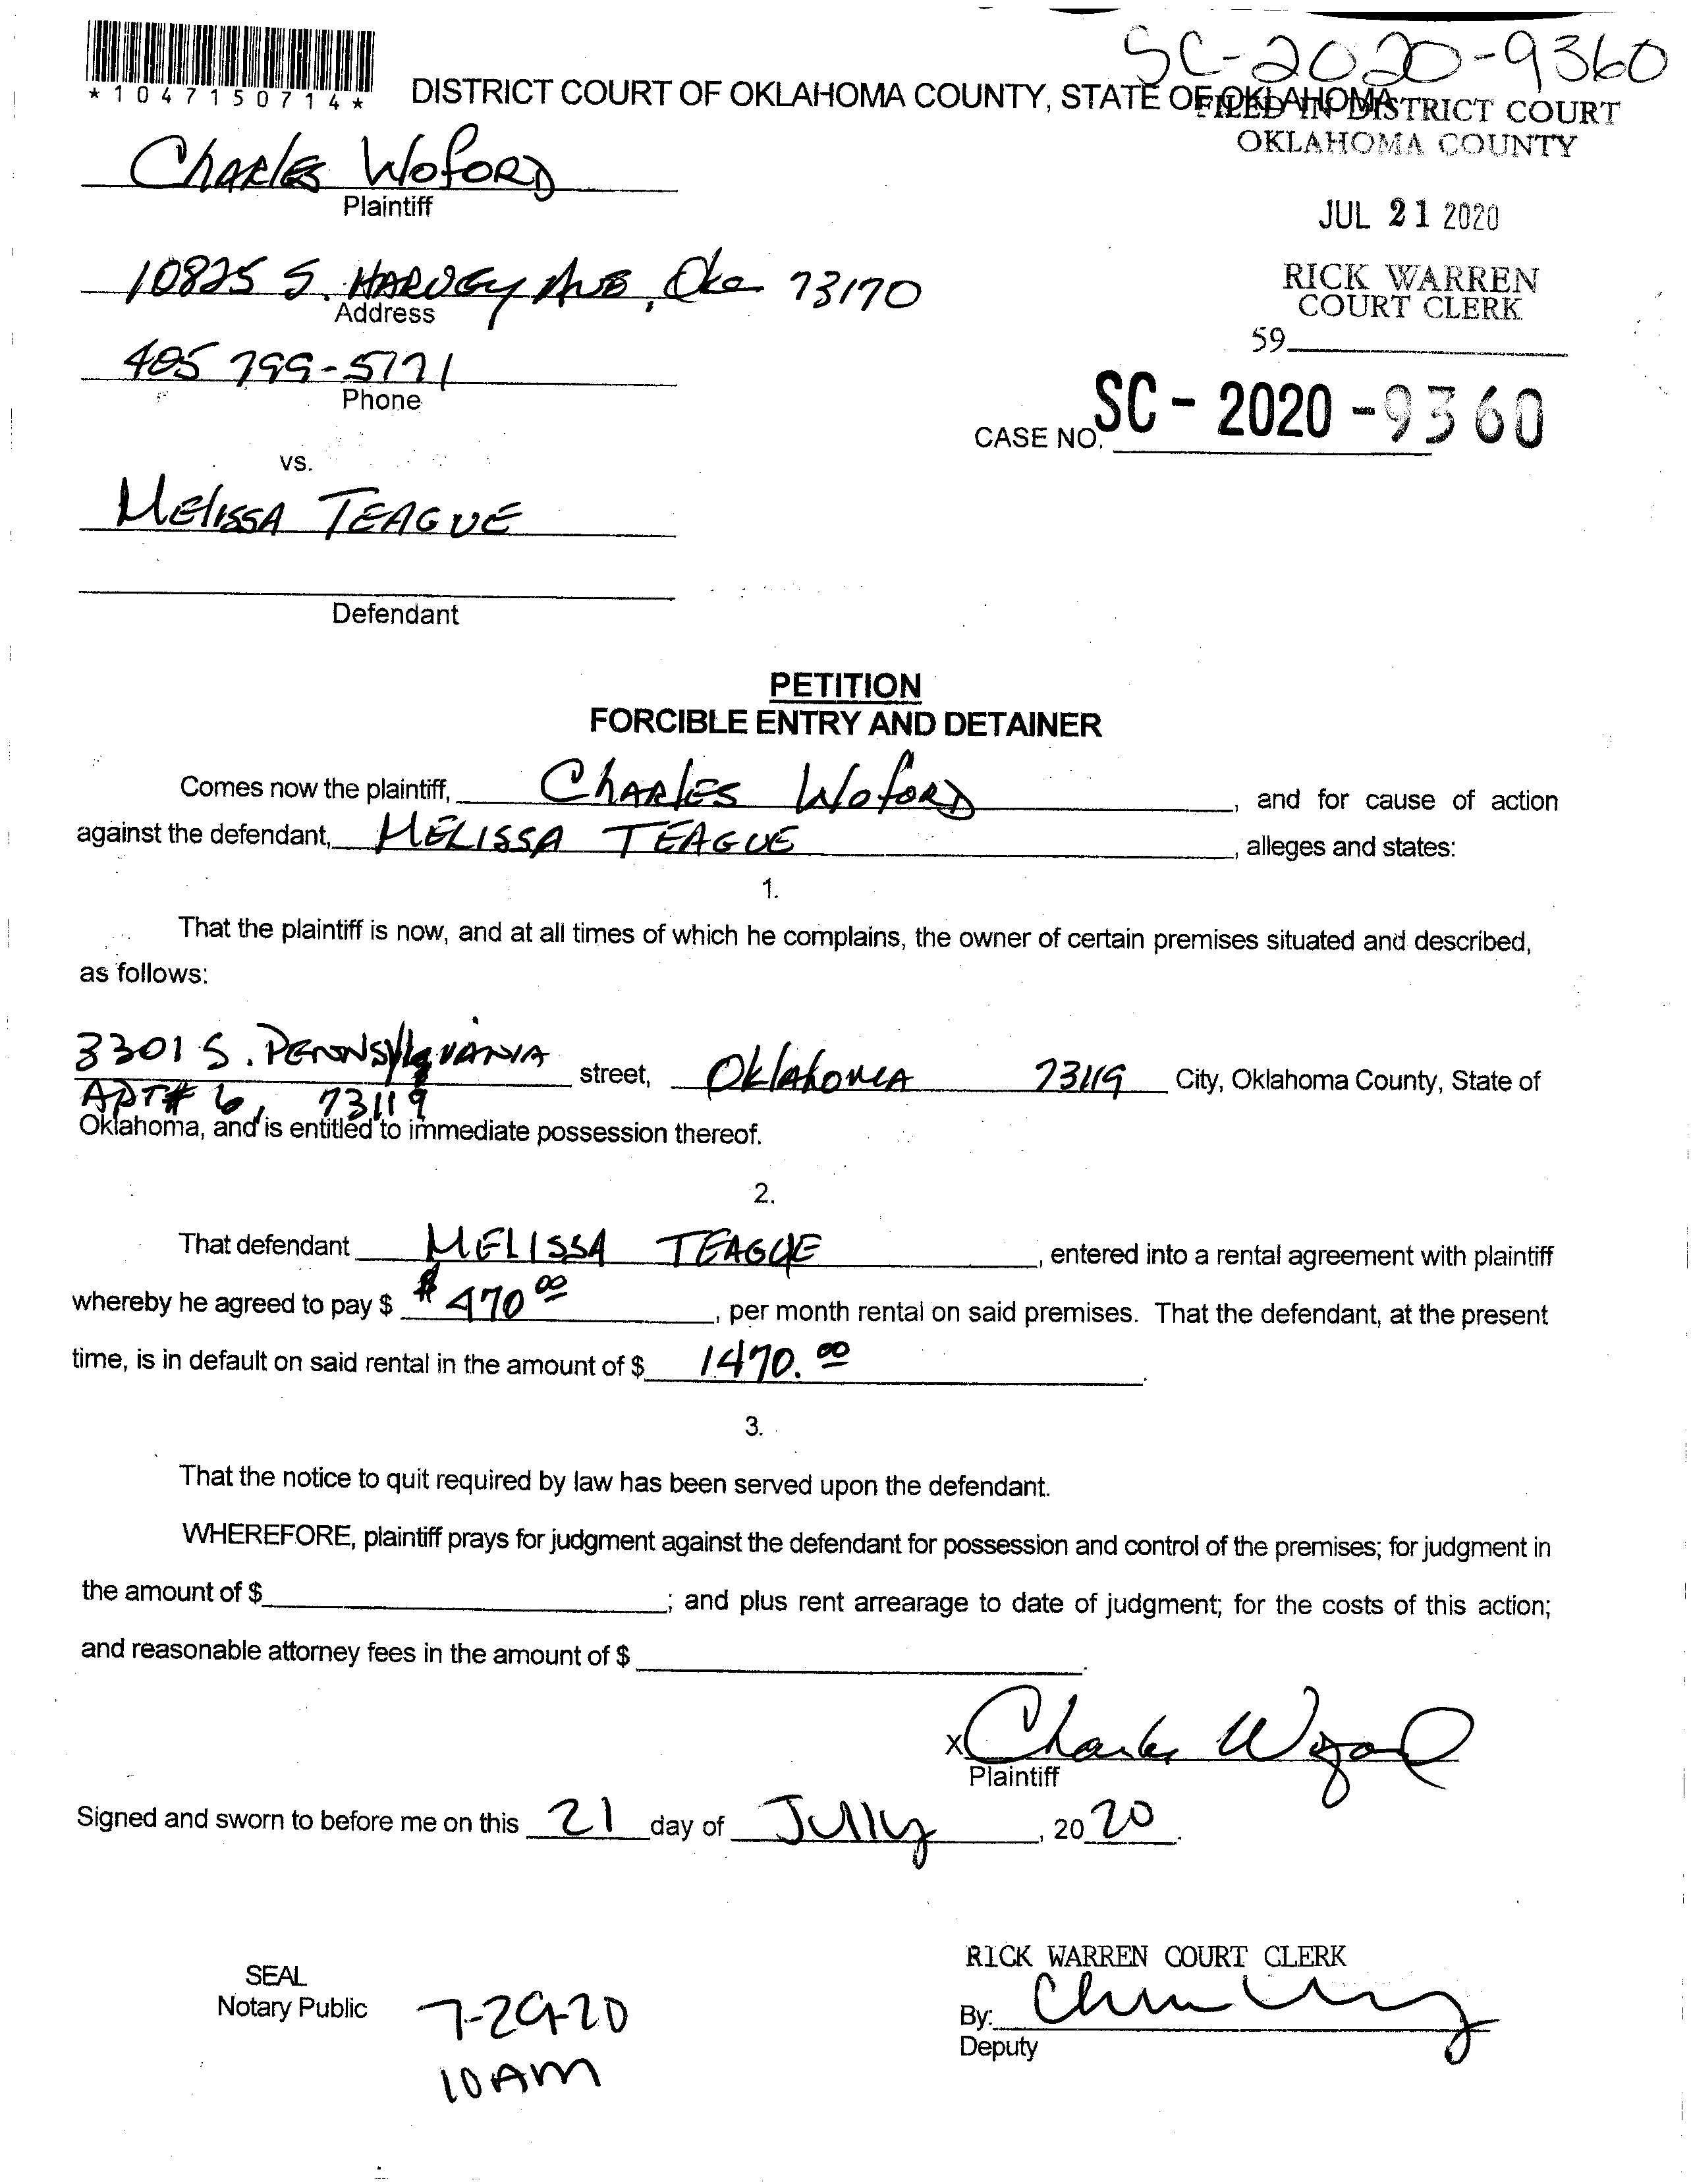 SC-2020-9360
*1047150714*
DISTRICT COURT OF OKLAHOMA COUNTY, STATE OF OKLAHOMA
FILED IN DISTRICT COURT
OKLAHOMA COUNTY
CHARles WofoRD
Plaintiff
JUL 21 2020
10825 S. HARVEY AVE, Okc 73170
Address
RICK WARREN
COURT CLERK
59
405 799-5771
Phone
CASE NO. SC - 2020 - 9360
vs.
MElissA TEAGUE
Defendant
PETITION
FORCIBLE ENTRY AND DETAINER
Comes now the plaintiff, CHARlES WofoRD, and for cause of action
against the defendant, MELISSA TEAGUE, alleges and states:
1.
That the plaintiff is now, and at all times of which he complains, the owner of certain premises situated and described,
as follows:
3301 S. PENNSylVANIA street, OklAhoMA 73119 City, Oklahoma County, State of
APT# 6, 73119
Oklahoma, and is entitled to immediate possession thereof.
2.
That defendant MELISSA TEAGUE, entered into a rental agreement with plaintiff
whereby he agreed to pay $ $470 00, per month rental on said premises. That the defendant, at the present
time, is in default on said rental in the amount of $ 1470.00.
3.
That the notice to quit required by law has been served upon the defendant.
WHEREFORE, plaintiff prays for judgment against the defendant for possession and control of the premises; for judgment in
the amount of $ ; and plus rent arrearage to date of judgment; for the costs of this action;
and reasonable attorney fees in the amount of $ .
X Charles Woford
Plaintiff
Signed and sworn to before me on this 21 day of Jully, 2020.
RICK WARREN COURT CLERK
SEAL
Notary Public
7-29-20
10 AM
By:
Deputy